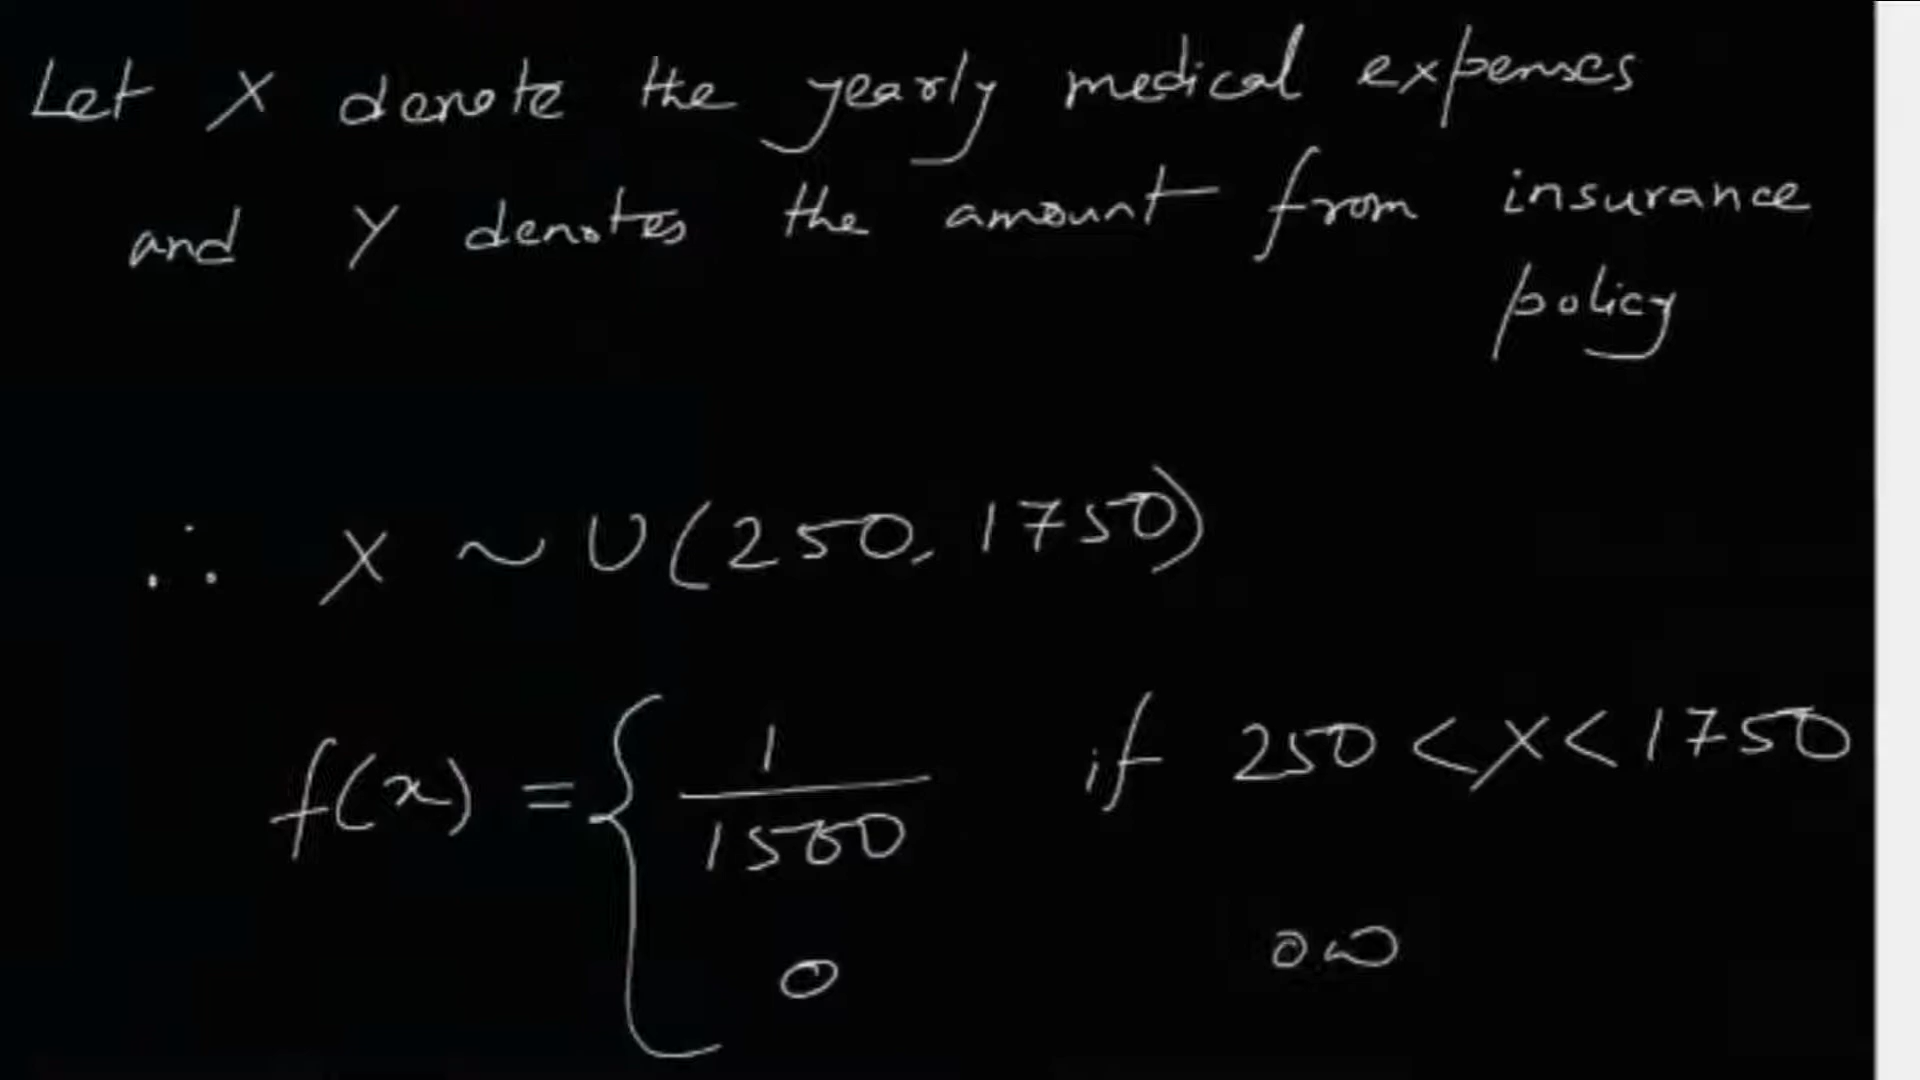 Let X denote the yearly medical expenses
and Y denotes the amount from insurance
policy
∴ X ~ U(250, 1750)
f(x) = { 1/1500 if 250 < X < 1750
0 ow